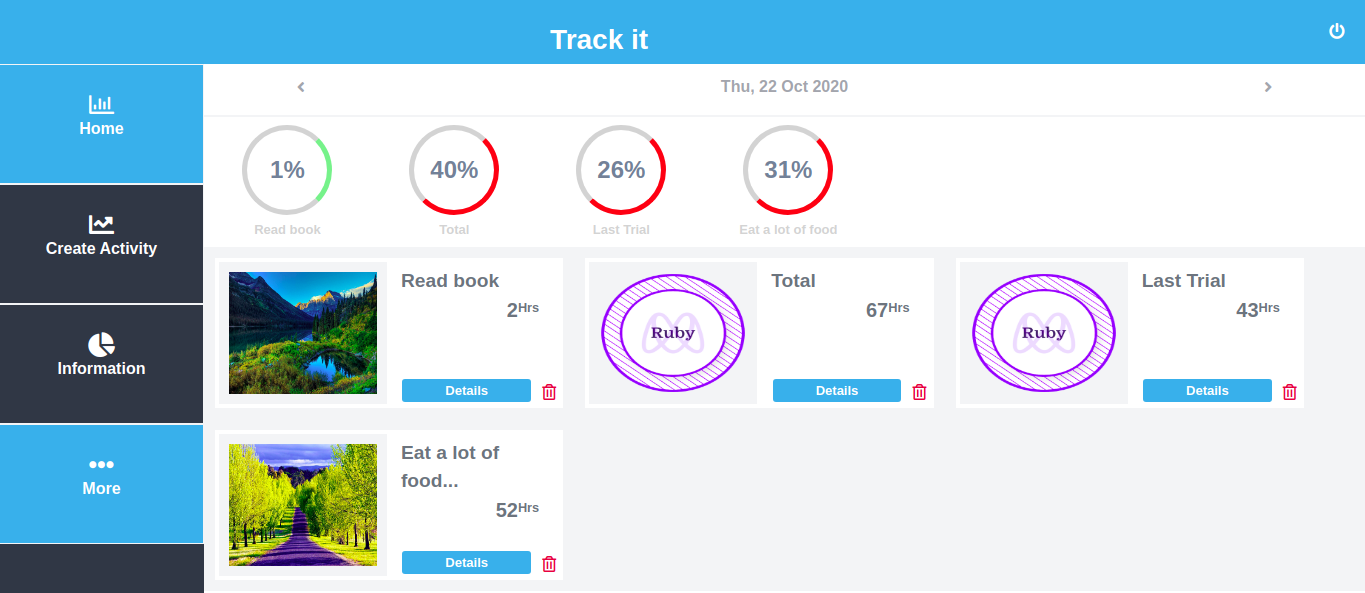 Track it
Home
Create Activity
Information
More
Thu, 22 Oct 2020
1%
40%
26%
31%
Read book
Total
Last Trial
Eat a lot of food
Read book
2Hrs
Details
Ruby
Total
67Hrs
Details
Ruby
Last Trial
43Hrs
Details
Eat a lot of
food...
52Hrs
Details